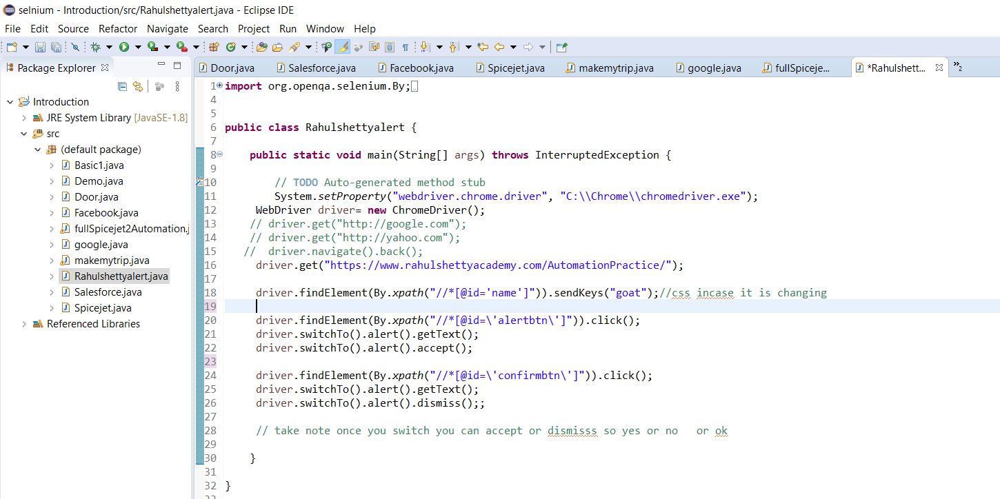 selnium - Introduction/src/Rahulshettyalert.java - Eclipse IDE
File Edit Source Refactor Navigate Search Project Run Window Help
Package Explorer
Door.java Salesforce.java Facebook.java Spicejet.java makemytrip.java google.java fullSpiceje... *Rahulshett... »2
Introduction
JRE System Library [JavaSE-1.8]
src
(default package)
Basic1.java
Demo.java
Door.java
Facebook.java
fullSpicejet2Automation.j
google.java
makemytrip.java
Rahulshettyalert.java
Salesforce.java
Spicejet.java
Referenced Libraries
1 import org.openqa.selenium.By;
4
5
6 public class Rahulshettyalert {
7
8 public static void main(String[] args) throws InterruptedException {
9
10 // TODO Auto-generated method stub
11 System.setProperty("webdriver.chrome.driver", "C:\\Chrome\\chromedriver.exe");
12 WebDriver driver= new ChromeDriver();
13 // driver.get("http://google.com");
14 // driver.get("http://yahoo.com");
15 //  driver.navigate().back();
16 driver.get("https://www.rahulshettyacademy.com/AutomationPractice/");
17
18 driver.findElement(By.xpath("//*[@id='name']")).sendKeys("goat");//css incase it is changing
19
20 driver.findElement(By.xpath("//*[@id=\'alertbtn\']")).click();
21 driver.switchTo().alert().getText();
22 driver.switchTo().alert().accept();
23
24 driver.findElement(By.xpath("//*[@id=\'confirmbtn\']")).click();
25 driver.switchTo().alert().getText();
26 driver.switchTo().alert().dismiss();;
27
28 // take note once you switch you can accept or dismisss so yes or no   or ok
29
30 }
31
32 }
33